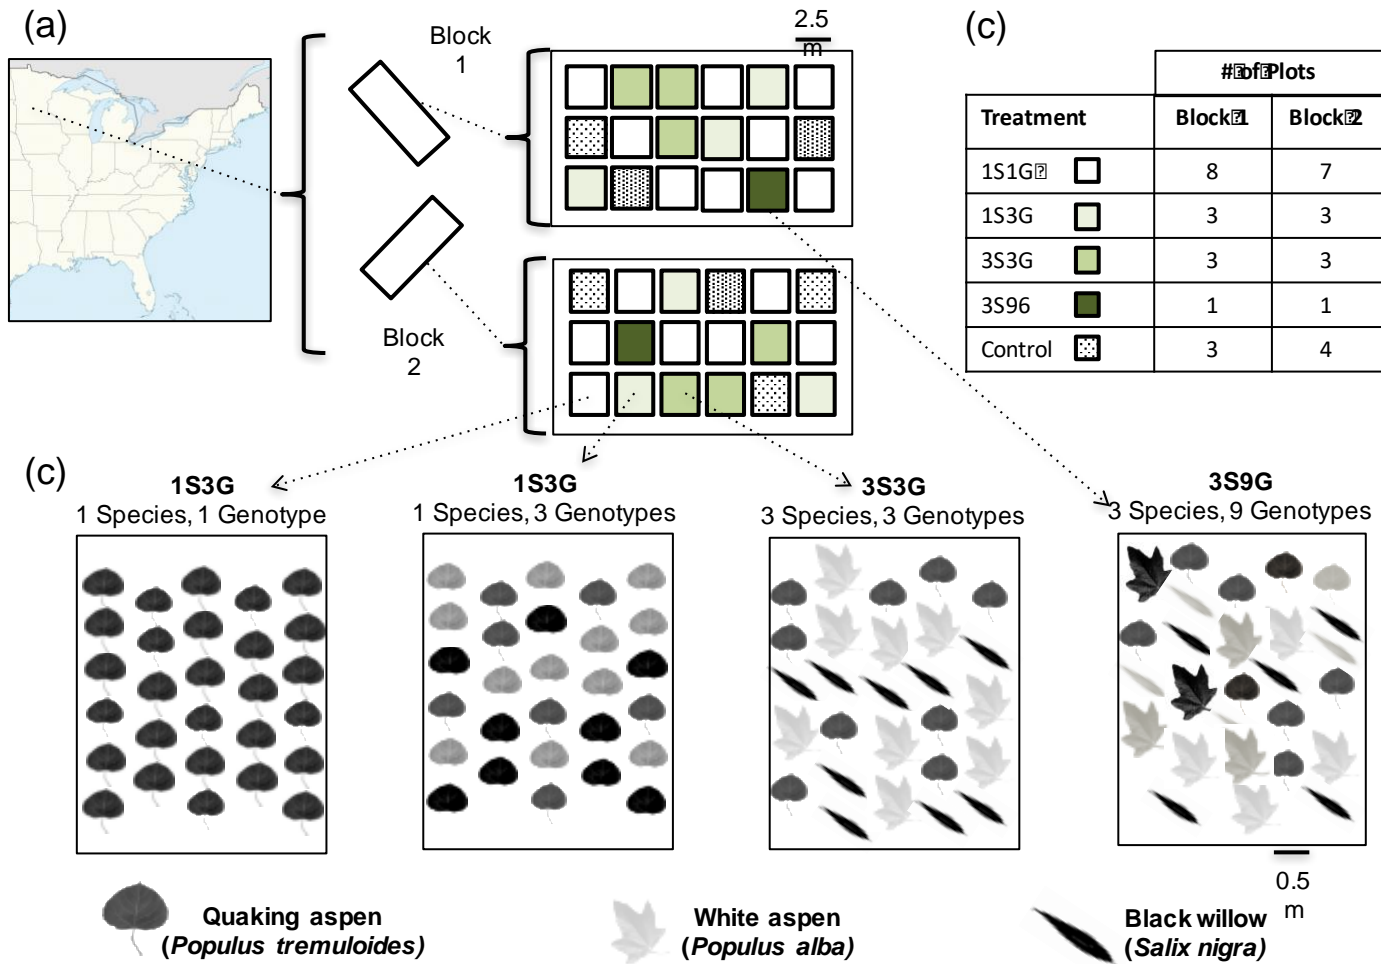 (a)
Block
1
2.5
m
(c)
#⍰of⍰Plots
Treatment Block⍰1 Block⍰2
1S1G⍰ 8 7
1S3G 3 3
3S3G 3 3
3S96 1 1
Control 3 4
Block
2
(c)
1S3G
1 Species, 1 Genotype
1S3G
1 Species, 3 Genotypes
3S3G
3 Species, 3 Genotypes
3S9G
3 Species, 9 Genotypes
0.5
m
Quaking aspen
(Populus tremuloides)
White aspen
(Populus alba)
Black willow
(Salix nigra)